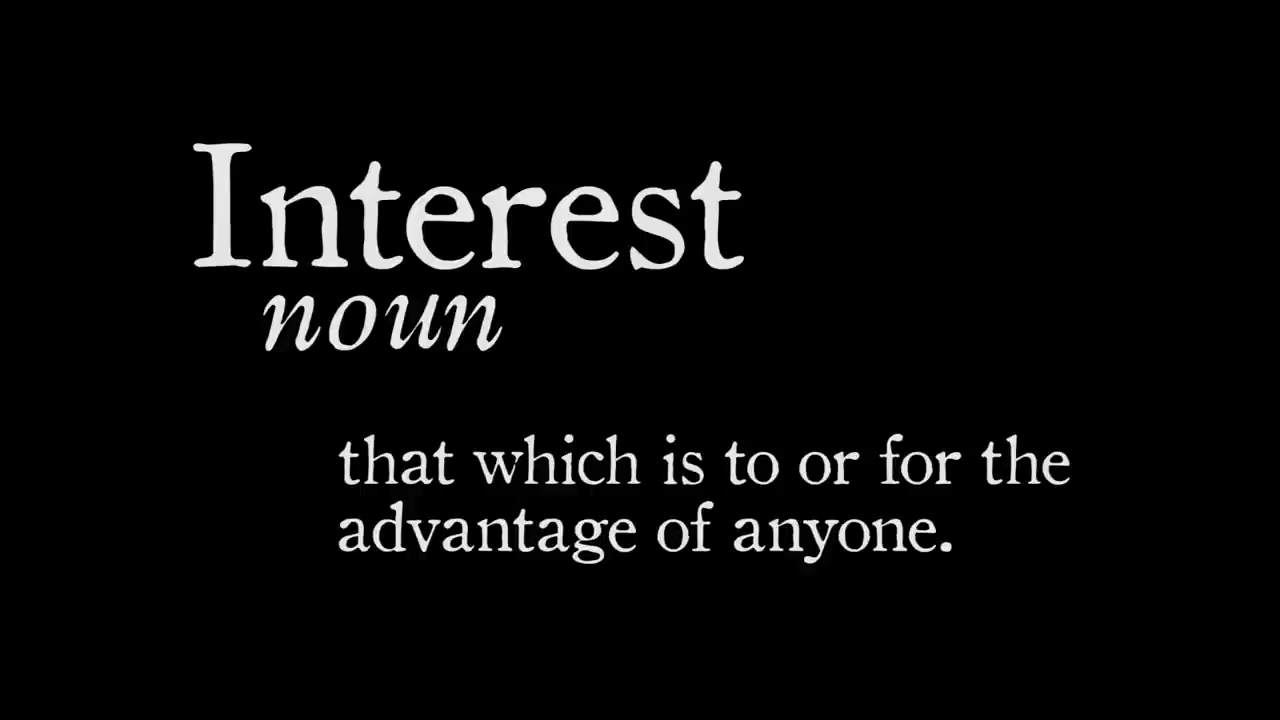 Interest
noun
that which is to or for the
advantage of anyone.